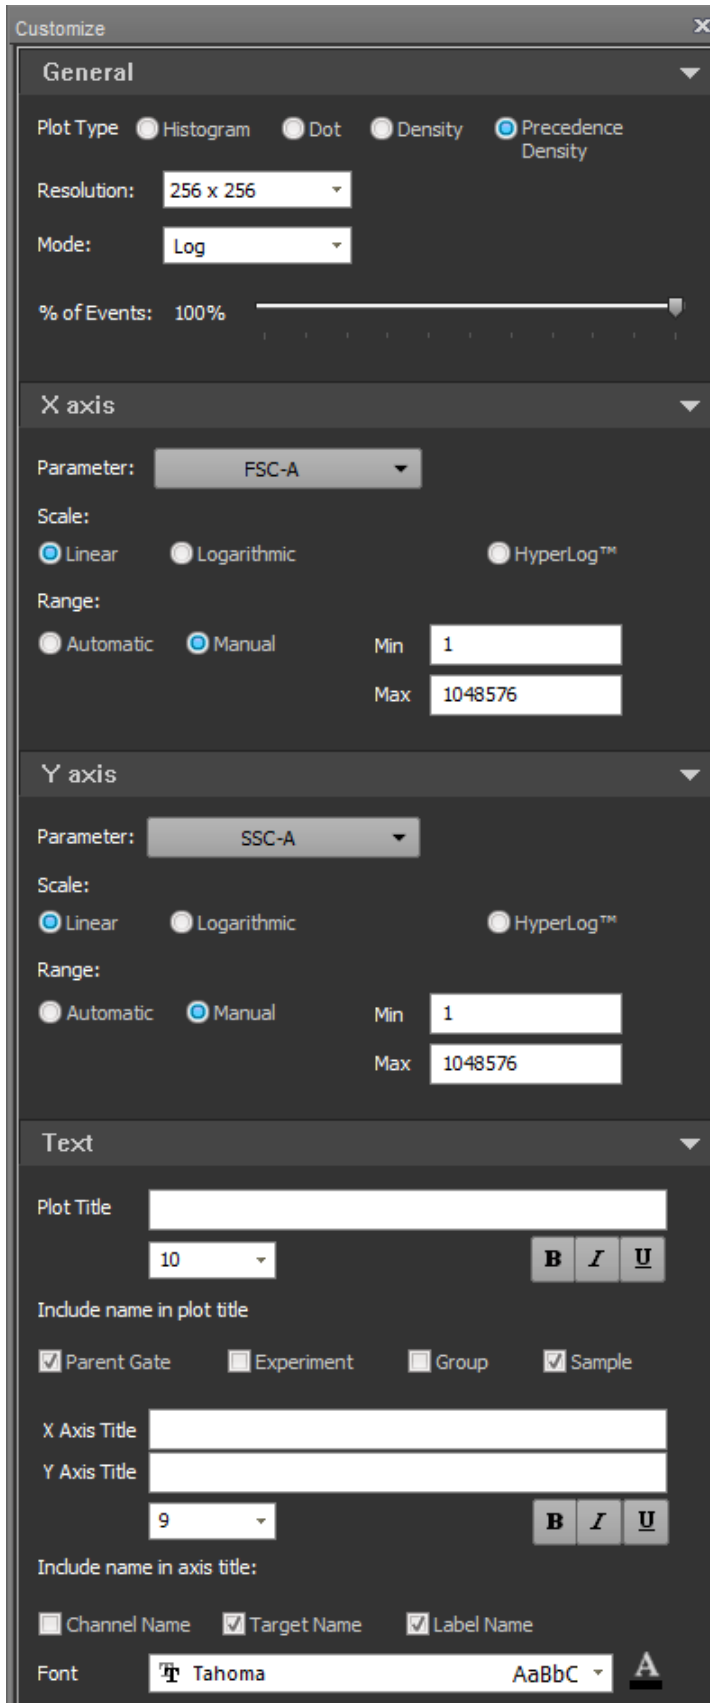 Customize
General
Plot Type Histogram Dot Density Precedence
Density
Resolution: 256 x 256
Mode: Log
% of Events: 100%
X axis
Parameter: FSC-A
Scale:
Linear Logarithmic HyperLog™
Range:
Automatic Manual Min 1
Max 1048576
Y axis
Parameter: SSC-A
Scale:
Linear Logarithmic HyperLog™
Range:
Automatic Manual Min 1
Max 1048576
Text
Plot Title
10 B I U
Include name in plot title
Parent Gate Experiment Group Sample
X Axis Title
Y Axis Title
9 B I U
Include name in axis title:
Channel Name Target Name Label Name
Font Tahoma AaBbC A